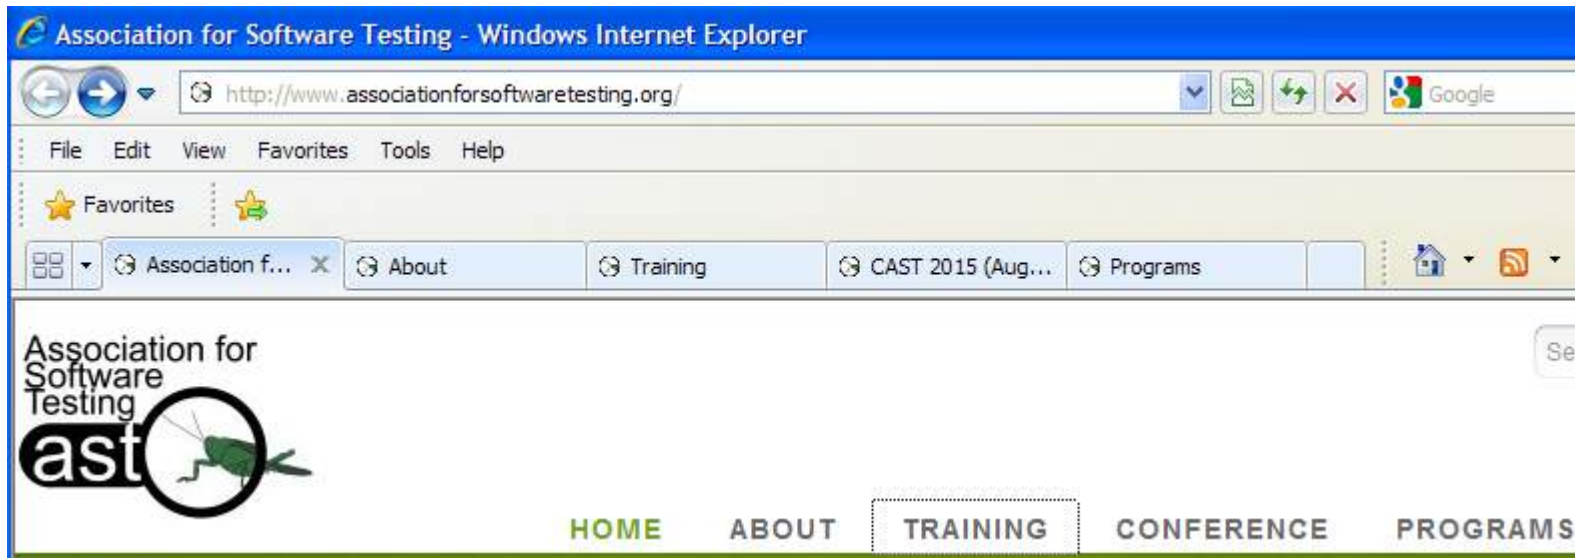 Association for Software Testing - Windows Internet Explorer
http://www.associationforsoftwaretesting.org/
Google
File Edit View Favorites Tools Help
Favorites
Association f... About Training CAST 2015 (Aug... Programs
Association for
Software
Testing
ast
Se
HOME ABOUT TRAINING CONFERENCE PROGRAMS